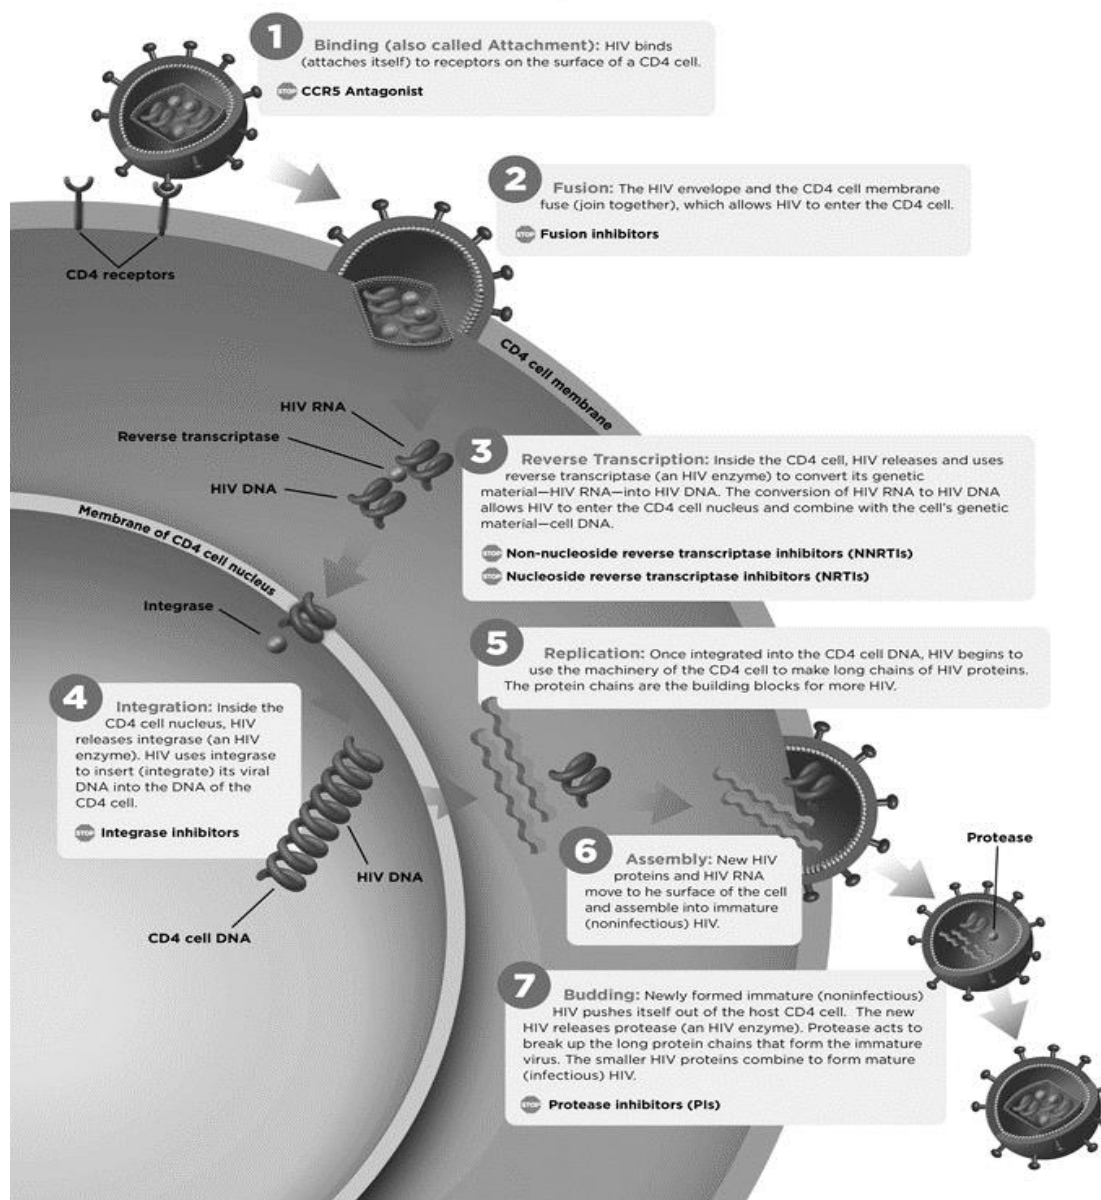 1
Binding (also called Attachment): HIV binds
(attaches itself) to receptors on the surface of a CD4 cell.
STOP CCR5 Antagonist
2
Fusion: The HIV envelope and the CD4 cell membrane
fuse (join together), which allows HIV to enter the CD4 cell.
STOP Fusion inhibitors
CD4 receptors
CD4 cell membrane
HIV RNA
Reverse transcriptase
HIV DNA
3
Reverse Transcription: Inside the CD4 cell, HIV releases and uses
reverse transcriptase (an HIV enzyme) to convert its genetic
material—HIV RNA—into HIV DNA. The conversion of HIV RNA to HIV DNA
allows HIV to enter the CD4 cell nucleus and combine with the cell's genetic
material—cell DNA.
STOP Non-nucleoside reverse transcriptase inhibitors (NNRTIs)
STOP Nucleoside reverse transcriptase inhibitors (NRTIs)
Membrane of CD4 cell nucleus
Integrase
4
Integration: Inside the
CD4 cell nucleus, HIV
releases integrase (an HIV
enzyme). HIV uses integrase
to insert (integrate) its viral
DNA into the DNA of the
CD4 cell.
STOP Integrase inhibitors
HIV DNA
CD4 cell DNA
5
Replication: Once integrated into the CD4 cell DNA, HIV begins to
use the machinery of the CD4 cell to make long chains of HIV proteins.
The protein chains are the building blocks for more HIV.
6
Assembly: New HIV
proteins and HIV RNA
move to he surface of the cell
and assemble into immature
(noninfectious) HIV.
Protease
7
Budding: Newly formed immature (noninfectious)
HIV pushes itself out of the host CD4 cell. The new
HIV releases protease (an HIV enzyme). Protease acts to
break up the long protein chains that form the immature
virus. The smaller HIV proteins combine to form mature
(infectious) HIV.
STOP Protease inhibitors (PIs)